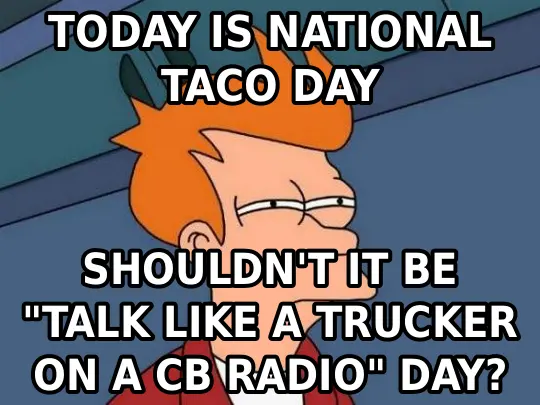 TODAY IS NATIONAL
TACO DAY
SHOULDN'T IT BE
"TALK LIKE A TRUCKER
ON A CB RADIO" DAY?